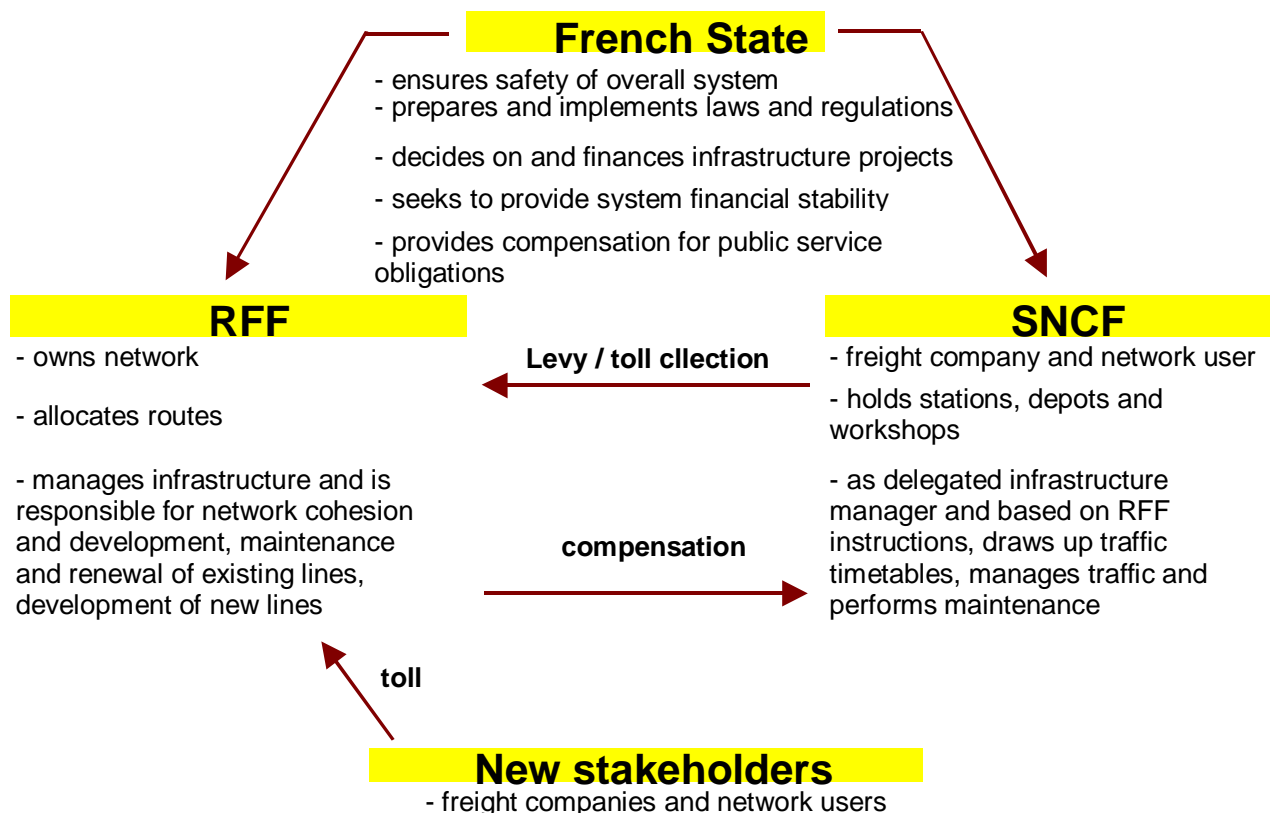 French State
- ensures safety of overall system
- prepares and implements laws and regulations
- decides on and finances infrastructure projects
- seeks to provide system financial stability
- provides compensation for public service
obligations
RFF
- owns network
- allocates routes
- manages infrastructure and is
responsible for network cohesion
and development, maintenance
and renewal of existing lines,
development of new lines
Levy / toll cllection
compensation
toll
SNCF
- freight company and network user
- holds stations, depots and
workshops
- as delegated infrastructure
manager and based on RFF
instructions, draws up traffic
timetables, manages traffic and
performs maintenance
New stakeholders
- freight companies and network users